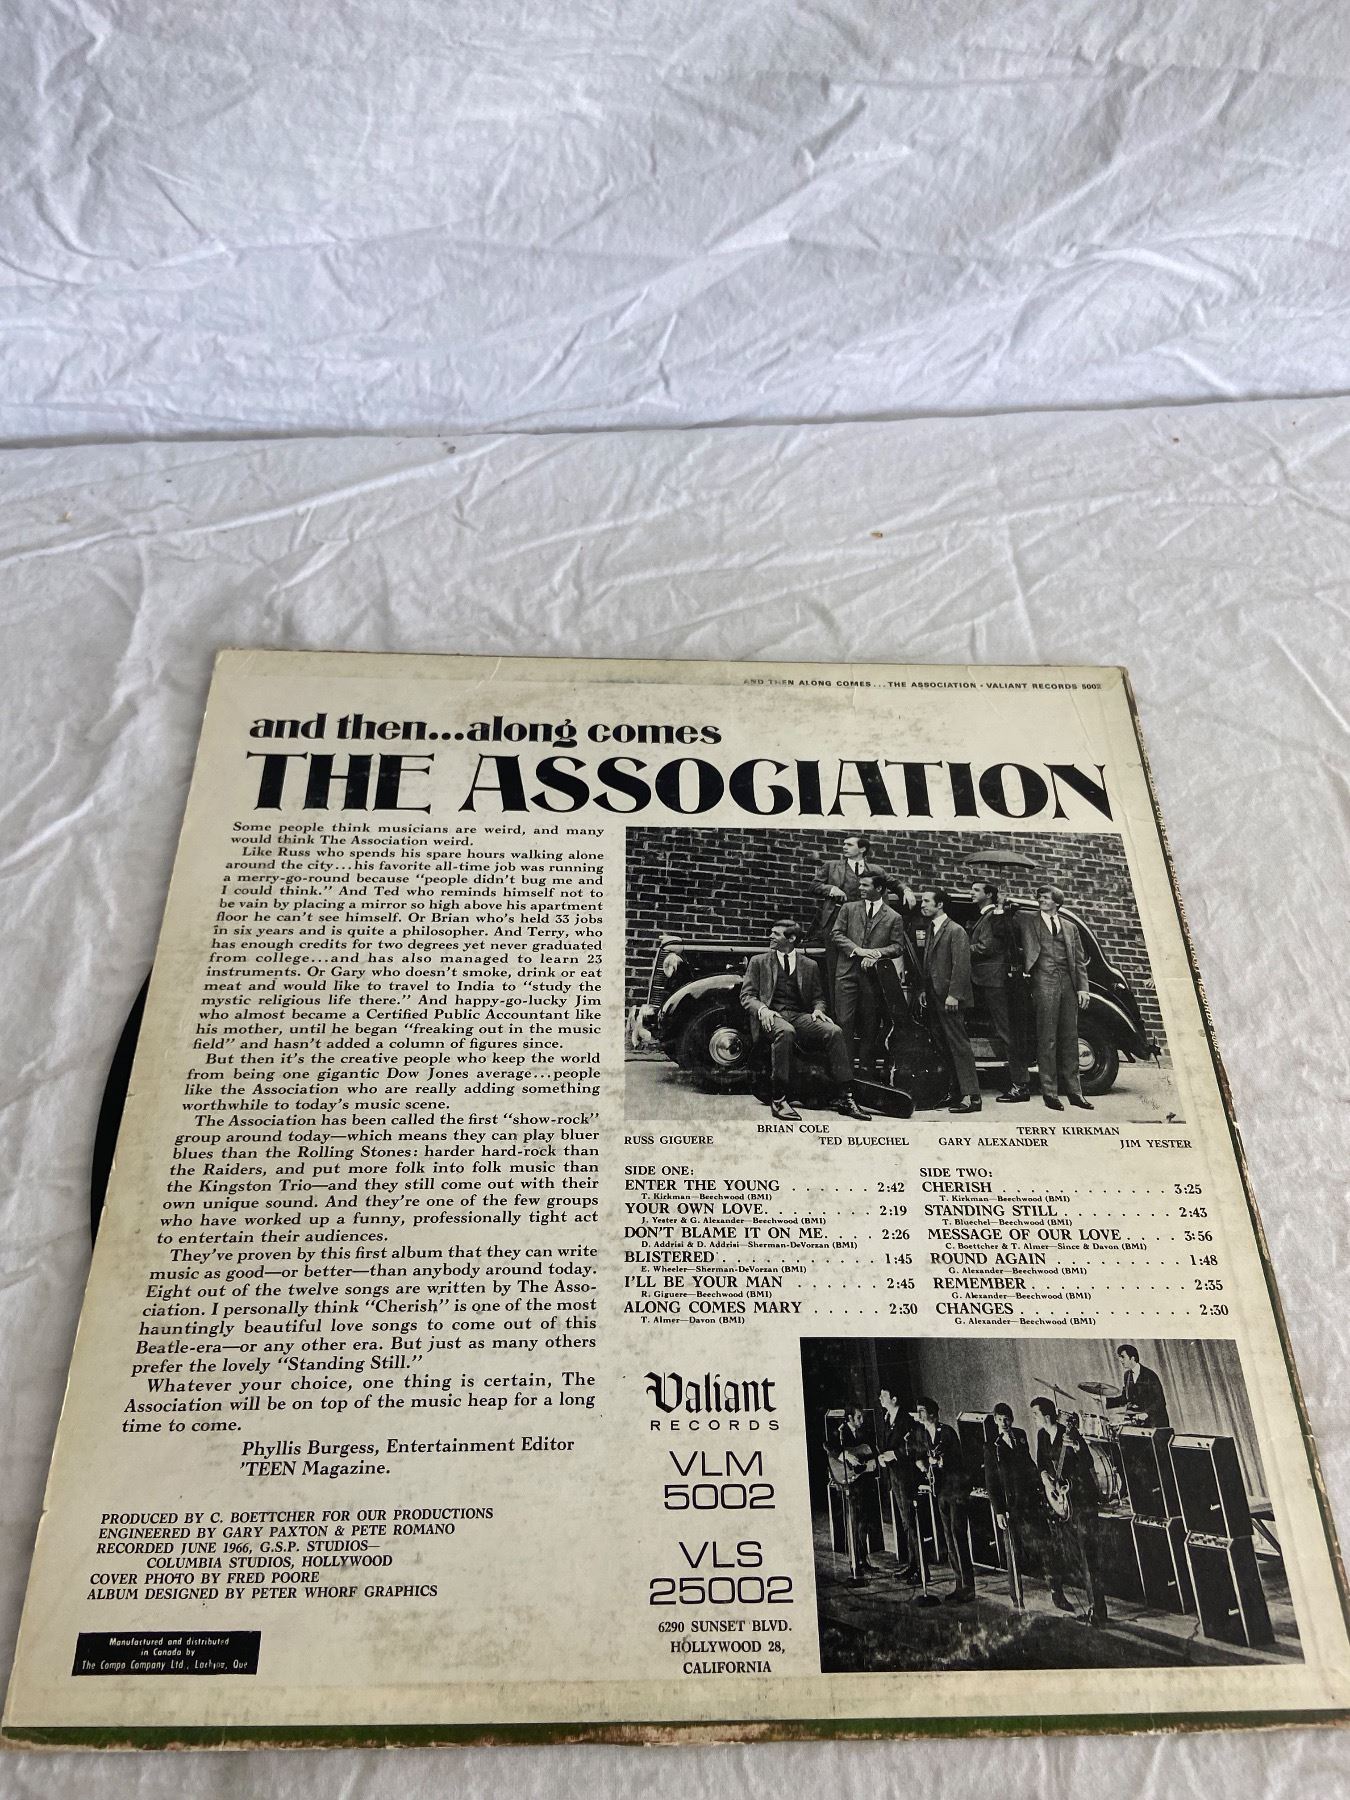 AND THEN ALONG COMES...THE ASSOCIATION • VALIANT RECORDS 5002
and then...along comes
THE ASSOCIATION
Some people think musicians are weird, and many
would think The Association weird.
Like Russ who spends his spare hours walking alone
around the city...his favorite all-time job was running
a merry-go-round because “people didn’t bug me and
I could think.” And Ted who reminds himself not to
be vain by placing a mirror so high above his apartment
floor he can’t see himself. Or Brian who’s held 33 jobs
in six years and is quite a philosopher. And Terry, who
has enough credits for two degrees yet never graduated
from college...and has also managed to learn 23
instruments. Or Gary who doesn’t smoke, drink or eat
meat and would like to travel to India to “study the
mystic religious life there.” And happy-go-lucky Jim
who almost became a Certified Public Accountant like
his mother, until he began “freaking out in the music
field” and hasn’t added a column of figures since.
But then it’s the creative people who keep the world
from being one gigantic Dow Jones average...people
like the Association who are really adding something
worthwhile to today’s music scene.
The Association has been called the first “show-rock”
group around today—which means they can play bluer
blues than the Rolling Stones: harder hard-rock than
the Raiders, and put more folk into folk music than
the Kingston Trio—and they still come out with their
own unique sound. And they’re one of the few groups
who have worked up a funny, professionally tight act
to entertain their audiences.
They’ve proven by this first album that they can write
music as good—or better—than anybody around today.
Eight out of the twelve songs are written by The Asso-
ciation. I personally think “Cherish” is one of the most
hauntingly beautiful love songs to come out of this
Beatle-era—or any other era. But just as many others
prefer the lovely “Standing Still.”
Whatever your choice, one thing is certain, The
Association will be on top of the music heap for a long
time to come.
Phyllis Burgess, Entertainment Editor
’TEEN Magazine.
PRODUCED BY C. BOETTCHER FOR OUR PRODUCTIONS
ENGINEERED BY GARY PAXTON & PETE ROMANO
RECORDED JUNE 1966, G.S.P. STUDIOS—
COLUMBIA STUDIOS, HOLLYWOOD
COVER PHOTO BY FRED POORE
ALBUM DESIGNED BY PETER WHORF GRAPHICS
Manufactured and distributed
in Canada by
The Compo Company Ltd., Lachine, Que
RUSS GIGUERE
BRIAN COLE
TED BLUECHEL
GARY ALEXANDER
TERRY KIRKMAN
JIM YESTER
SIDE ONE:
ENTER THE YOUNG . . . . . . 2:42
T. Kirkman—Beechwood (BMI)
YOUR OWN LOVE. . . . . . . . 2:19
J. Yester & G. Alexander—Beechwood (BMI)
DON’T BLAME IT ON ME. . . . 2:26
D. Addrisi & D. Addrisi—Sherman-DeVorzan (BMI)
BLISTERED . . . . . . . . . . . 1:45
E. Wheeler—Sherman-DeVorzan (BMI)
I’LL BE YOUR MAN . . . . . . 2:45
R. Giguere—Beechwood (BMI)
ALONG COMES MARY . . . . . 2:30
T. Almer—Davon (BMI)
SIDE TWO:
CHERISH . . . . . . . . . . . . 3:25
T. Kirkman—Beechwood (BMI)
STANDING STILL . . . . . . . . 2:43
T. Bluechel—Beechwood (BMI)
MESSAGE OF OUR LOVE . . . . 3:56
C. Boettcher & T. Almer—Since & Davon (BMI)
ROUND AGAIN . . . . . . . . . 1:48
G. Alexander—Beechwood (BMI)
REMEMBER . . . . . . . . . . . 2:35
G. Alexander—Beechwood (BMI)
CHANGES . . . . . . . . . . . . 2:30
G. Alexander—Beechwood (BMI)
Valiant
RECORDS
VLM
5002
VLS
25002
6290 SUNSET BLVD.
HOLLYWOOD 28,
CALIFORNIA